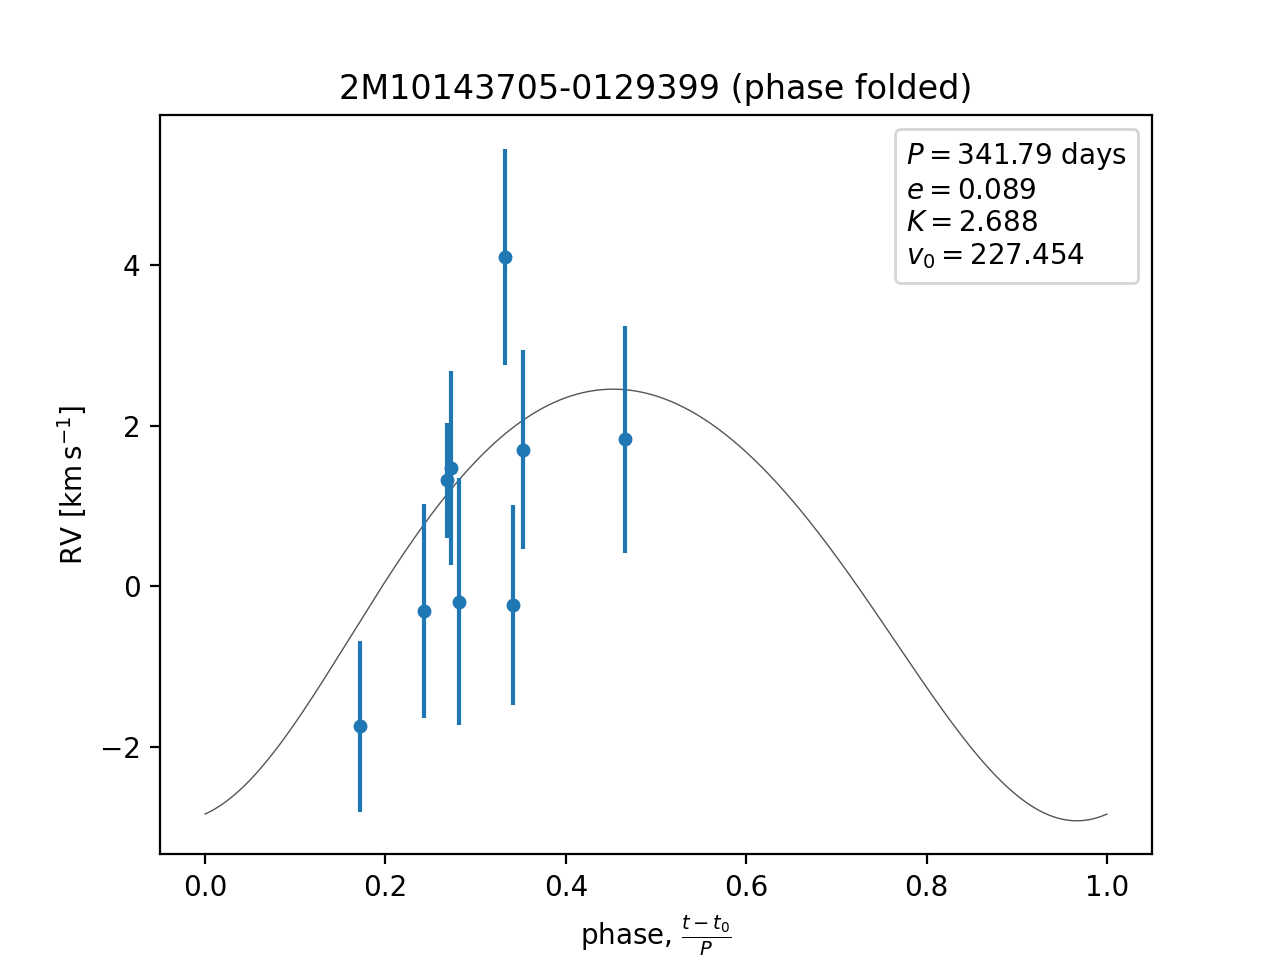 2M10143705-0129399 (phase folded)
P = 341.79 days
e = 0.089
K = 2.688
v₀ = 227.454
4
2
0
−2
RV [km s⁻¹]
0.0 0.2 0.4 0.6 0.8 1.0
phase, (t − t₀)/P